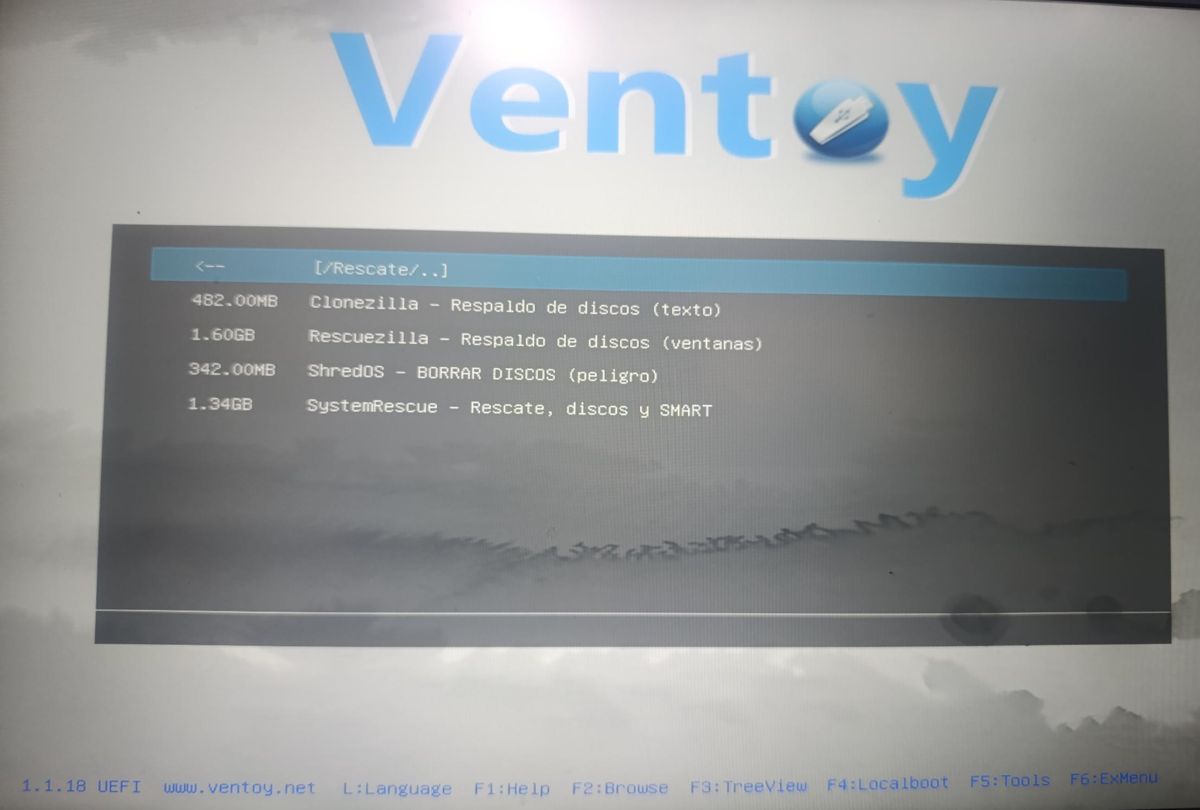 Ventoy
<-- [/Rescate/..]
482.00MB Clonezilla - Respaldo de discos (texto)
1.60GB Rescuezilla - Respaldo de discos (ventanas)
342.00MB ShredOS - BORRAR DISCOS (peligro)
1.34GB SystemRescue - Rescate, discos y SMART
1.1.18 UEFI www.ventoy.net L:Language F1:Help F2:Browse F3:TreeView F4:Localboot F5:Tools F6:ExMenu